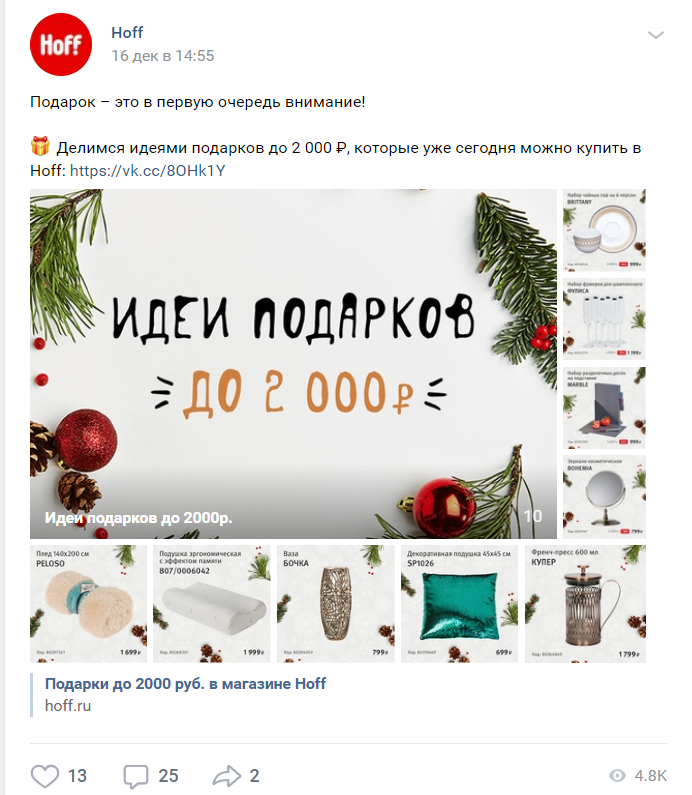 Hoff
Hoff
16 дек в 14:55
Подарок – это в первую очередь внимание!
🎁 Делимся идеями подарков до 2 000 ₽, которые уже сегодня можно купить в
Hoff: https://vk.cc/8OHk1Y
ИДЕИ ПОДАРКОВ
ДО 2 000₽
Идеи подарков до 2000р.
10
Набор чайных пар на 6 персон
BRITTANY
999₽
Набор фужеров для шампанского
ФУЛИСА
1 199₽
Набор разделочных досок
на подставке
MARBLE
999₽
Зеркало косметическое
BOHEMIA
799₽
Плед 140x200 см
PELOSO
1 699₽
Подушка эргономическая
с эффектом памяти
807/0006042
1 999₽
Ваза
БОЧКА
799₽
Декоративная подушка 45x45 см
SP1026
699₽
Френч-пресс 600 мл
КУПЕР
1 799₽
Подарки до 2000 руб. в магазине Hoff
hoff.ru
13
25
2
4.8K